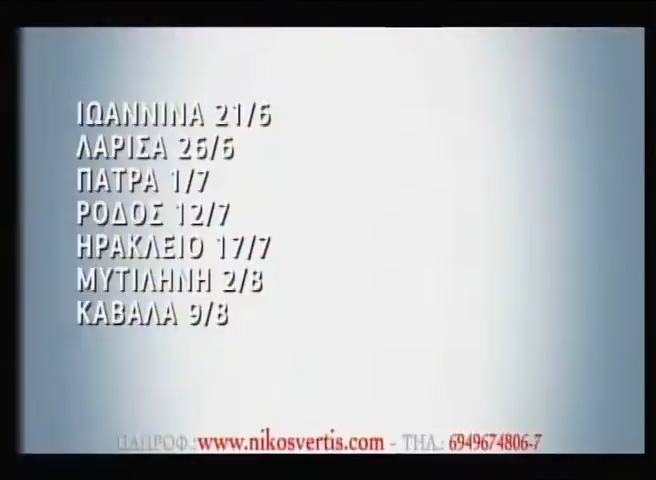 ΙΩΑΝΝΙΝΑ 21/6
ΛΑΡΙΣΑ 26/6
ΠΑΤΡΑ 1/7
ΡΟΔΟΣ 12/7
ΗΡΑΚΛΕΙΟ 17/7
ΜΥΤΙΛΗΝΗ 2/8
ΚΑΒΑΛΑ 9/8
www.nikosvertis.com - ΤΗΛ.: 6949674806-7